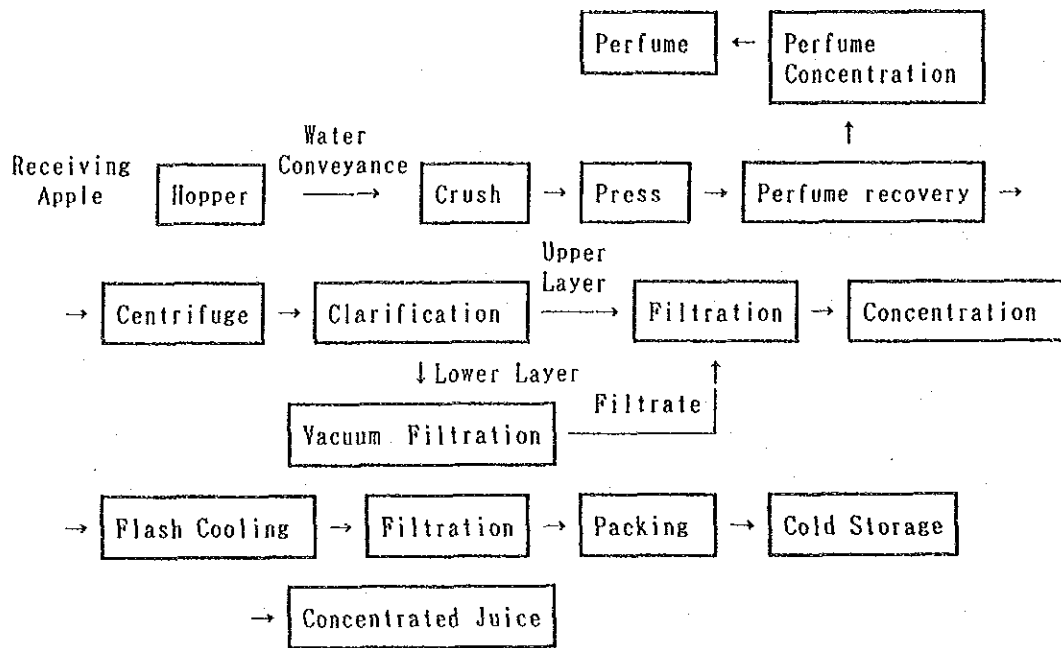 Perfume ← Perfume
Concentration
↑
Water
Receiving Conveyance
Apple Hopper → Crush → Press → Perfume recovery →
Upper
Layer
→ Centrifuge → Clarification → Filtration → Concentration
↓ Lower Layer ↑
Filtrate
Vacuum Filtration
→ Flash Cooling → Filtration → Packing → Cold Storage
→ Concentrated Juice